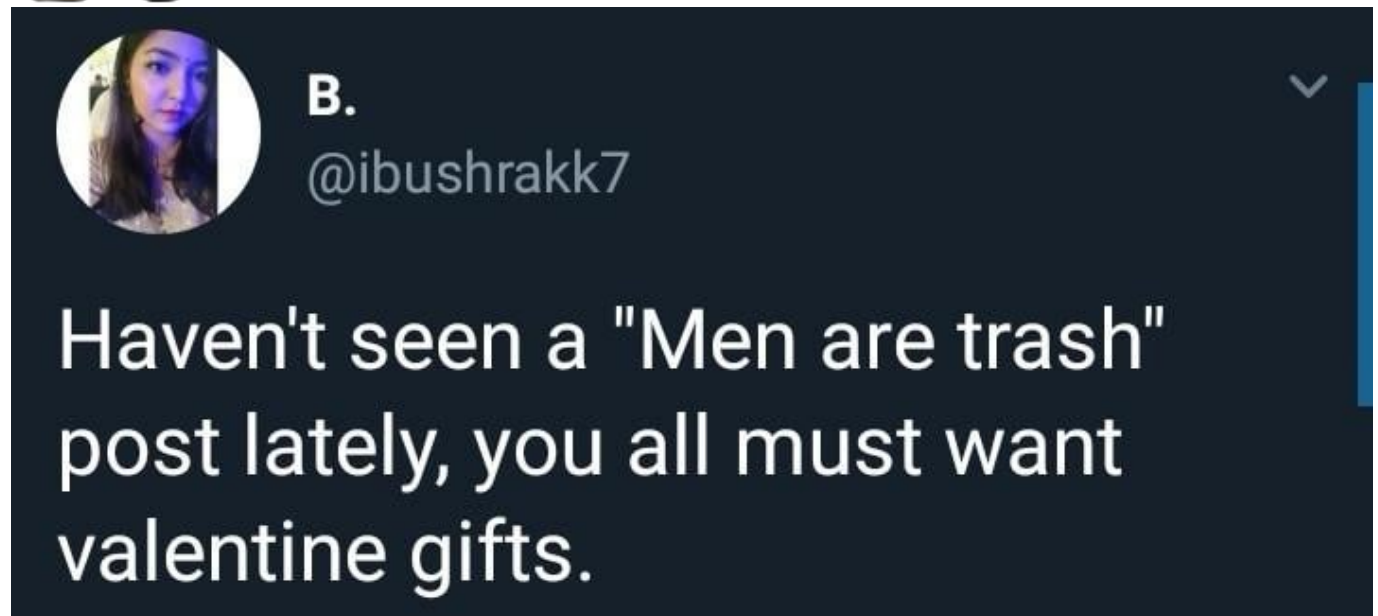 B.
@ibushrakk7
Haven't seen a "Men are trash"
post lately, you all must want
valentine gifts.